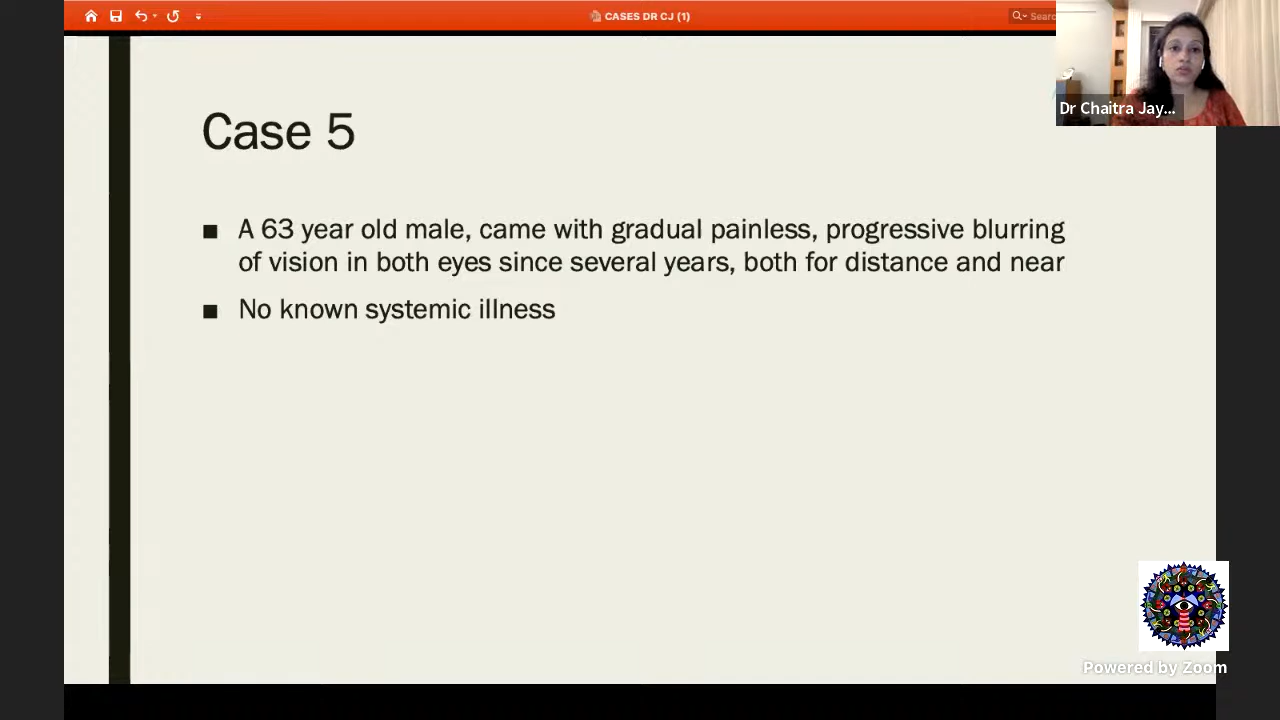 CASES DR CJ (1)
Sear
Dr Chaitra Jay...
Case 5
■ A 63 year old male, came with gradual painless, progressive blurring
of vision in both eyes since several years, both for distance and near
■ No known systemic illness
Powered by Zoom